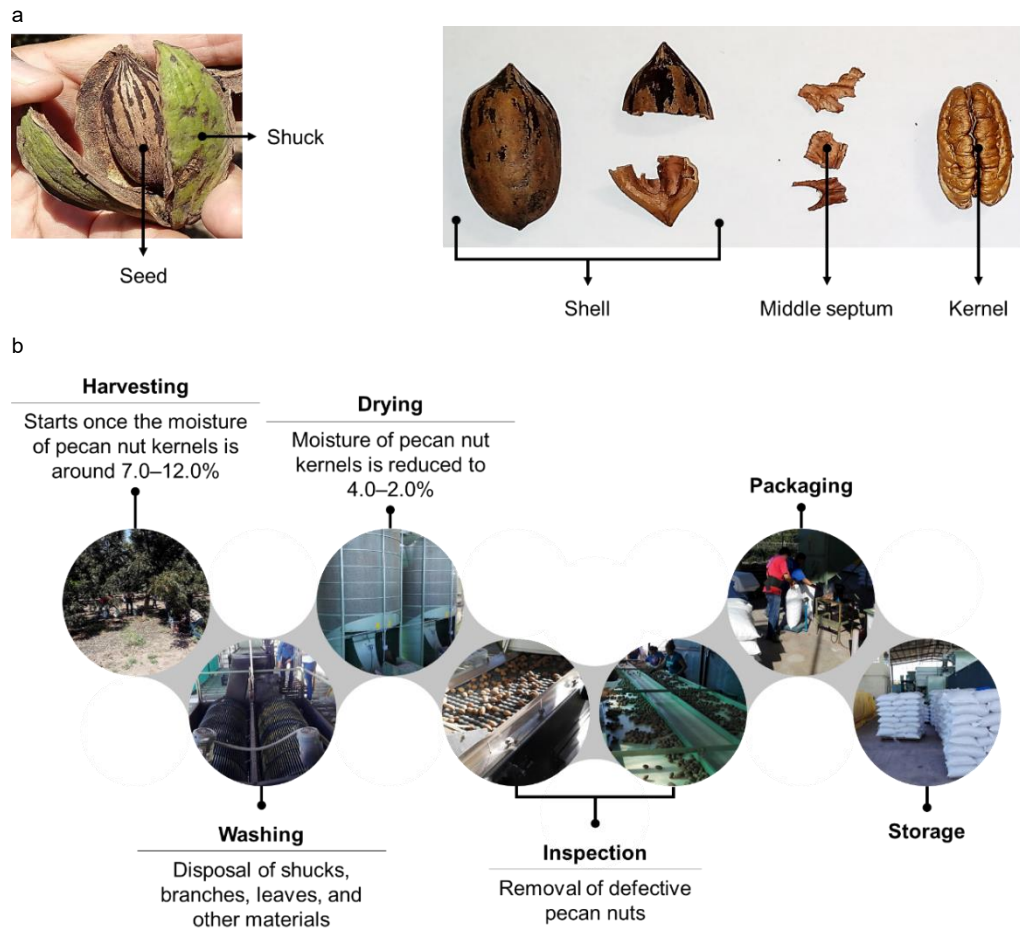 a
Shuck
Seed
Shell
Middle septum
Kernel
b
Harvesting
Starts once the moisture
of pecan nut kernels is
around 7.0–12.0%
Drying
Moisture of pecan nut
kernels is reduced to
4.0–2.0%
Packaging
Washing
Disposal of shucks,
branches, leaves, and
other materials
Inspection
Removal of defective
pecan nuts
Storage